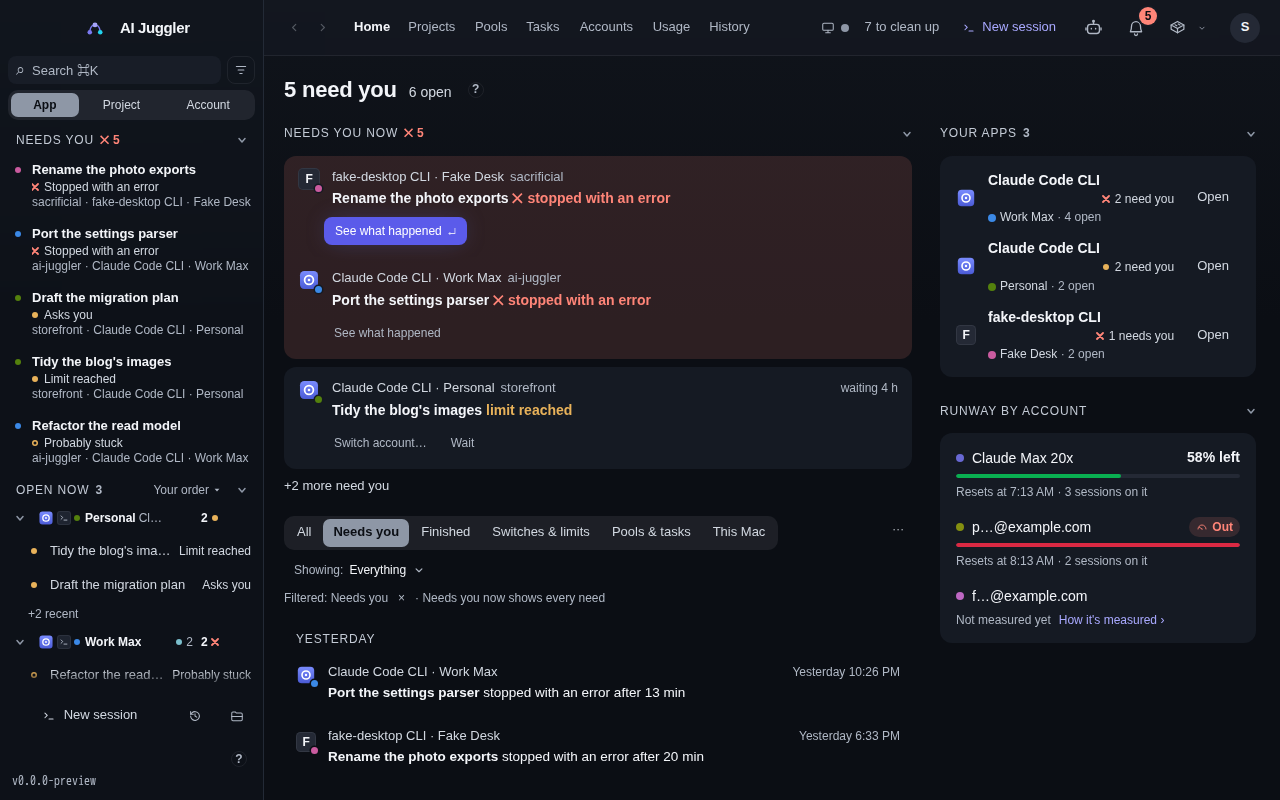 AI Juggler
Search ⌘K
App Project Account
NEEDS YOU 5
Rename the photo exports
Stopped with an error
sacrificial · fake-desktop CLI · Fake Desk
Port the settings parser
Stopped with an error
ai-juggler · Claude Code CLI · Work Max
Draft the migration plan
Asks you
storefront · Claude Code CLI · Personal
Tidy the blog's images
Limit reached
storefront · Claude Code CLI · Personal
Refactor the read model
Probably stuck
ai-juggler · Claude Code CLI · Work Max
OPEN NOW 3 Your order
Personal Cl… 2
Tidy the blog's ima… Limit reached
Draft the migration plan Asks you
+2 recent
Work Max 2 2
Refactor the read… Probably stuck
New session
?
v0.0.0-preview
Home Projects Pools Tasks Accounts Usage History
7 to clean up
New session
5
S
5 need you 6 open ?
NEEDS YOU NOW 5
F
fake-desktop CLI · Fake Desk sacrificial
Rename the photo exports stopped with an error
See what happened
Claude Code CLI · Work Max ai-juggler
Port the settings parser stopped with an error
See what happened
Claude Code CLI · Personal storefront waiting 4 h
Tidy the blog's images limit reached
Switch account… Wait
+2 more need you
All Needs you Finished Switches & limits Pools & tasks This Mac ···
Showing: Everything
Filtered: Needs you × · Needs you now shows every need
YESTERDAY
Claude Code CLI · Work Max Yesterday 10:26 PM
Port the settings parser stopped with an error after 13 min
F
fake-desktop CLI · Fake Desk Yesterday 6:33 PM
Rename the photo exports stopped with an error after 20 min
YOUR APPS 3
Claude Code CLI
2 need you Open
Work Max · 4 open
Claude Code CLI
2 need you Open
Personal · 2 open
F
fake-desktop CLI
1 needs you Open
Fake Desk · 2 open
RUNWAY BY ACCOUNT
Claude Max 20x 58% left
Resets at 7:13 AM · 3 sessions on it
p…@example.com Out
Resets at 8:13 AM · 2 sessions on it
f…@example.com
Not measured yet How it's measured ›